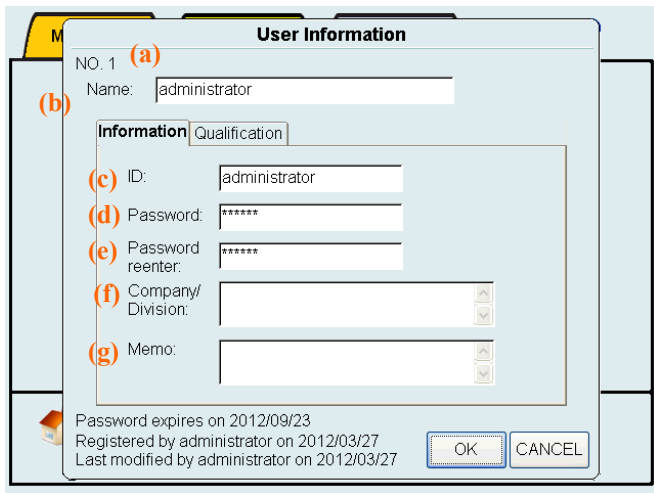 M
User Information
NO. 1 (a)
(b) Name: administrator
Information Qualification
(c) ID: administrator
(d) Password: ******
(e) Password reenter: ******
(f) Company/
Division:
(g) Memo:
Password expires on 2012/09/23
Registered by administrator on 2012/03/27
Last modified by administrator on 2012/03/27
OK CANCEL